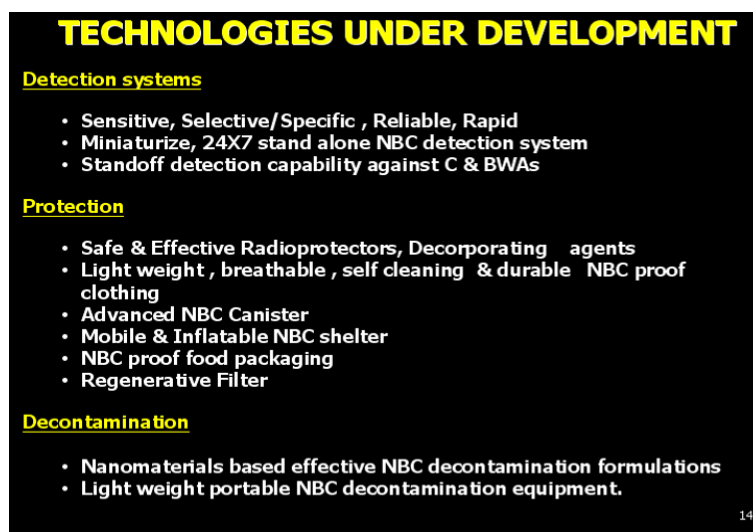 TECHNOLOGIES UNDER DEVELOPMENT
Detection systems
• Sensitive, Selective/Specific , Reliable, Rapid
• Miniaturize, 24X7 stand alone NBC detection system
• Standoff detection capability against C & BWAs
Protection
• Safe & Effective Radioprotectors, Decorporating agents
• Light weight , breathable , self cleaning & durable NBC proof
clothing
• Advanced NBC Canister
• Mobile & Inflatable NBC shelter
• NBC proof food packaging
• Regenerative Filter
Decontamination
• Nanomaterials based effective NBC decontamination formulations
• Light weight portable NBC decontamination equipment.
14